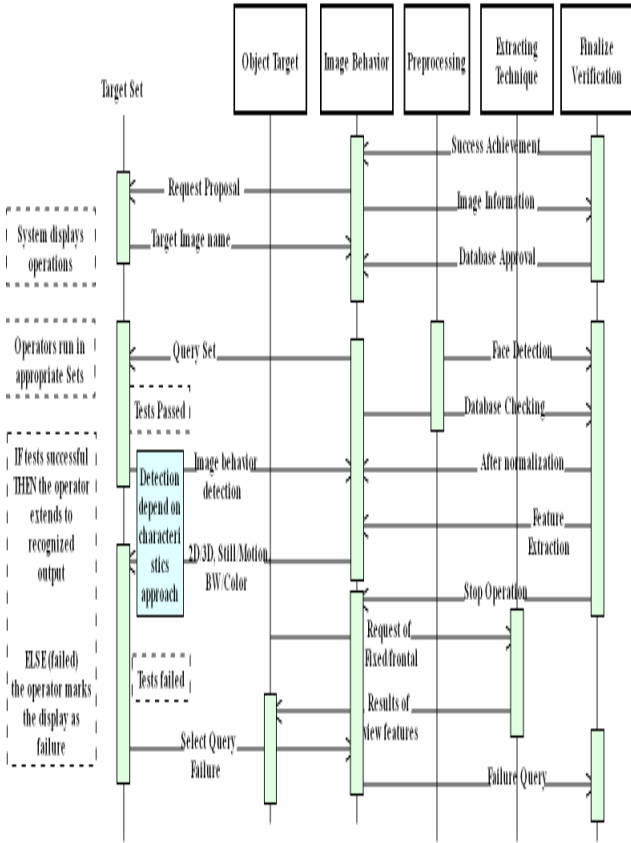 Target Set
Object Target
Image Behavior
Preprocessing
Extracting
Technique
Finalize
Verification
Success Achievement
Request Proposal
Image Information
System displays
operations
Target Image name
Database Approval
Operators run in
appropriate Sets
Query Set
Face Detection
Tests Passed
Database Checking
IF tests successful
THEN the operator
extends to
recognized
output
Detection
depend on
characteri
stics
approach
Image behavior
detection
After normalization
Feature
Extraction
2D/3D, Still/Motion
BW/Color
Stop Operation
Request of
Fixed/frontal
ELSE (failed)
the operator marks
the display as
failure
Tests failed
Results of
view features
Select Query
Failure
Failure Query